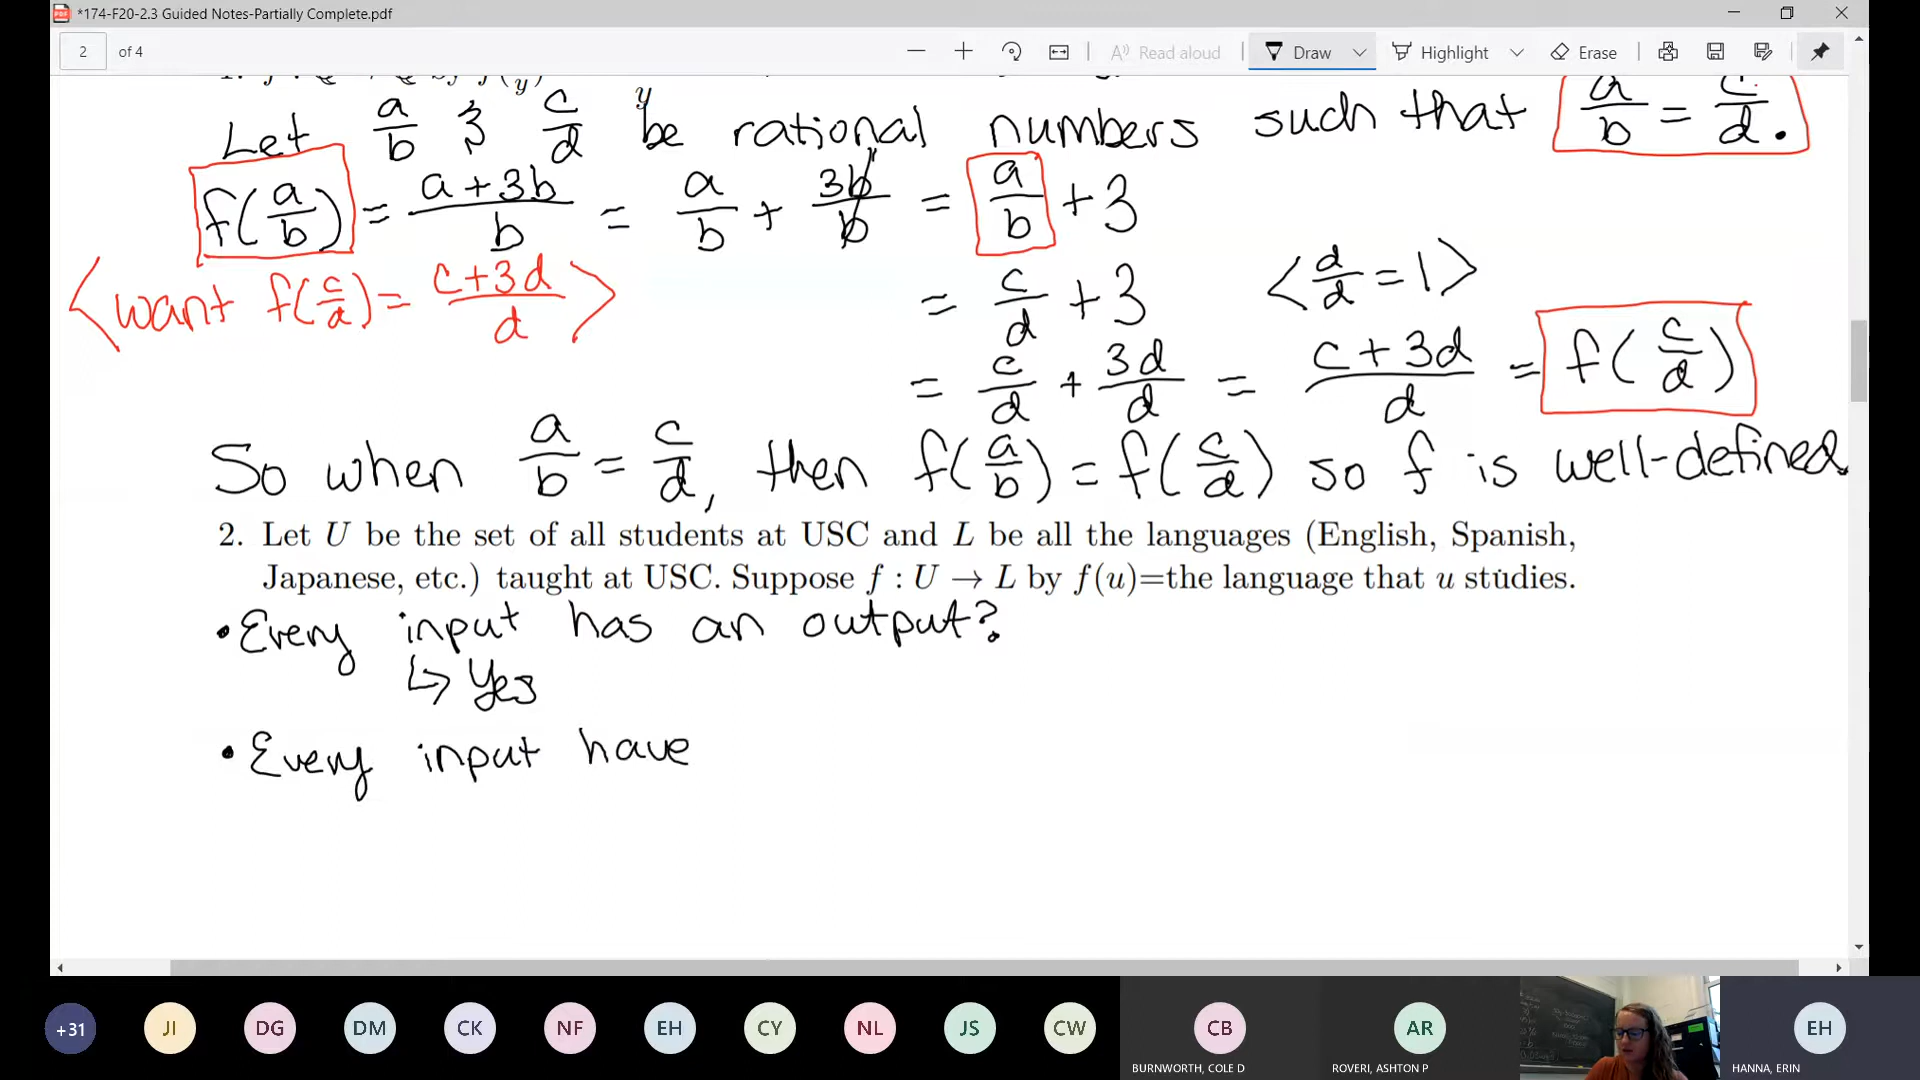 *174-F20-2.3 Guided Notes-Partially Complete.pdf
2 of 4 Read aloud Draw Highlight Erase
Let a/b & c/d be rational numbers such that a/b = c/d.
f(a/b) = (a+3b)/b = a/b + 3b/b = a/b + 3
<want f(c/d) = (c+3d)/d>
= c/d + 3 <d/d = 1>
= c/d + 3d/d = (c+3d)/d = f(c/d)
So when a/b = c/d, then f(a/b) = f(c/d) so f is well-defined.
2. Let U be the set of all students at USC and L be all the languages (English, Spanish,
Japanese, etc.) taught at USC. Suppose f : U → L by f(u)=the language that u studies.
• Every input has an output?
↳ Yes
• Every input have
+31 JI DG DM CK NF EH CY NL JS CW CB AR EH
BURNWORTH, COLE D ROVERI, ASHTON P HANNA, ERIN